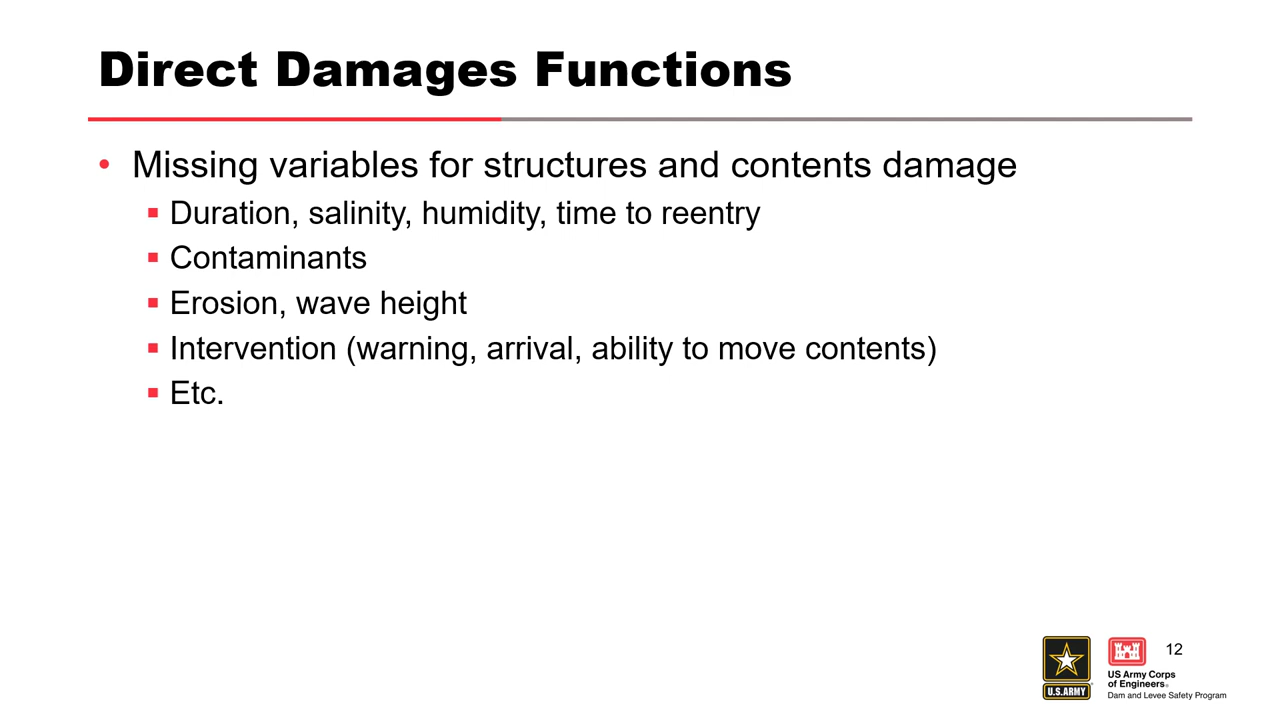 Direct Damages Functions
• Missing variables for structures and contents damage
▪ Duration, salinity, humidity, time to reentry
▪ Contaminants
▪ Erosion, wave height
▪ Intervention (warning, arrival, ability to move contents)
▪ Etc.
12
U.S.ARMY
US Army Corps
of Engineers®
Dam and Levee Safety Program